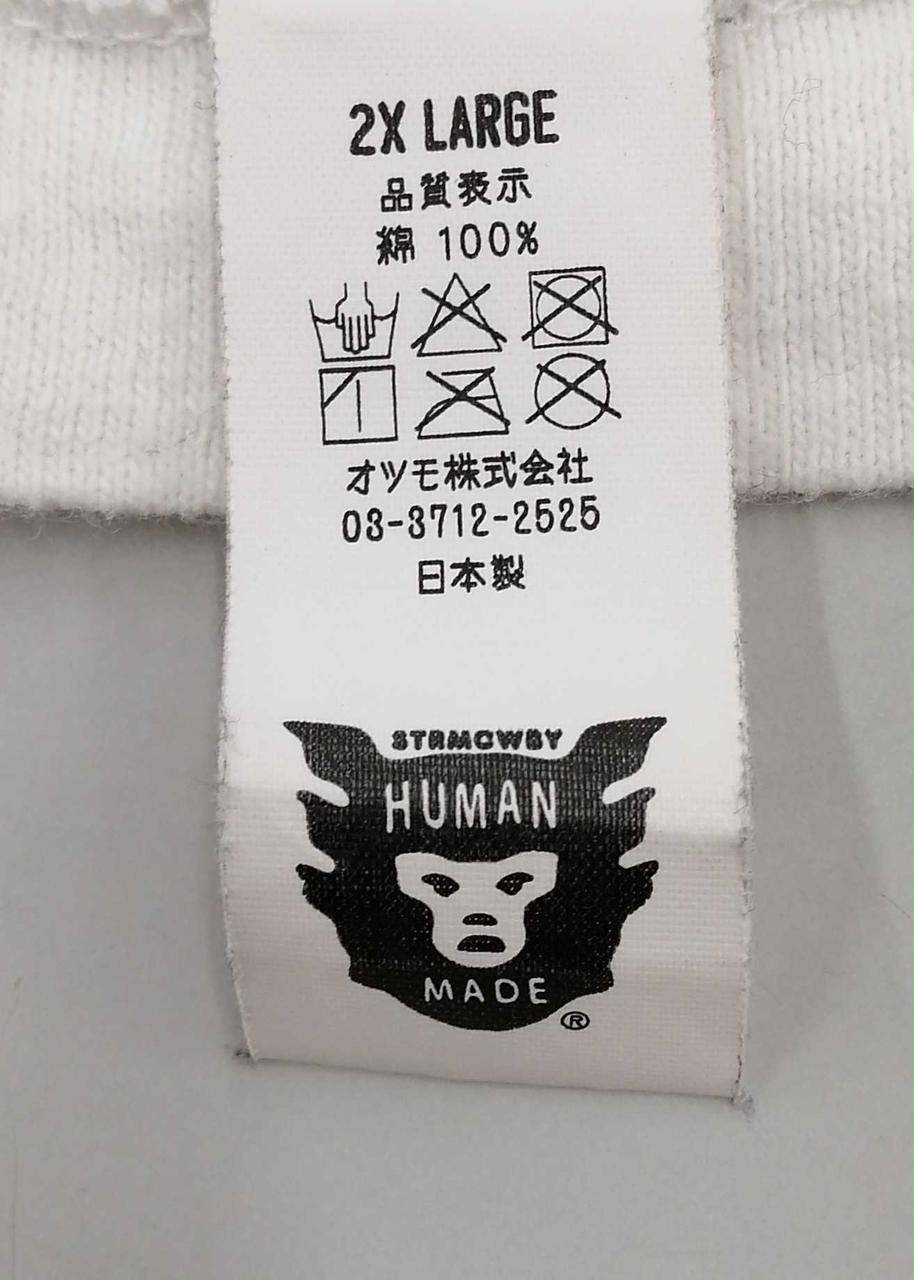 2X LARGE
品質表示
綿 100%
オツモ株式会社
03-3712-2525
日本製
STRMCWBY
HUMAN
MADE
®